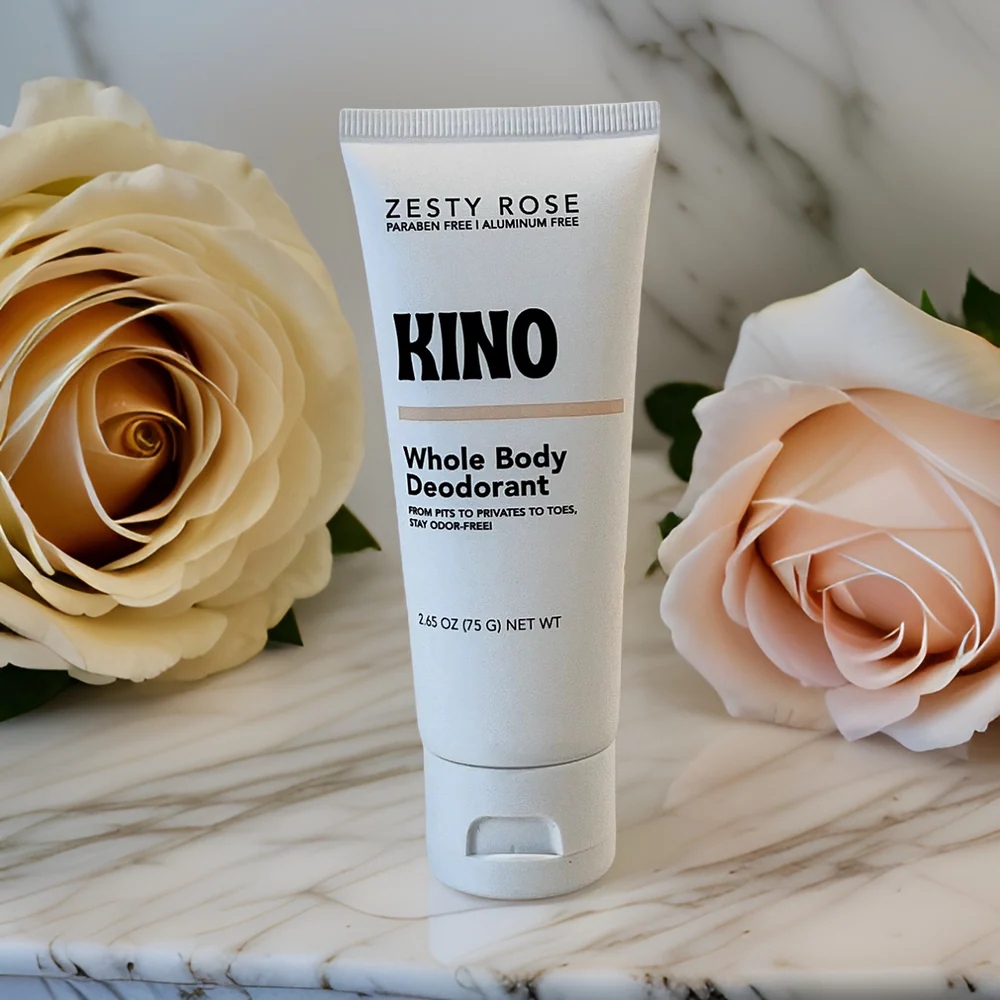 ZESTY ROSE
PARABEN FREE | ALUMINUM FREE
KINO
Whole Body
Deodorant
FROM PITS TO PRIVATES TO TOES,
STAY ODOR-FREE!
2.65 OZ (75 G) NET WT